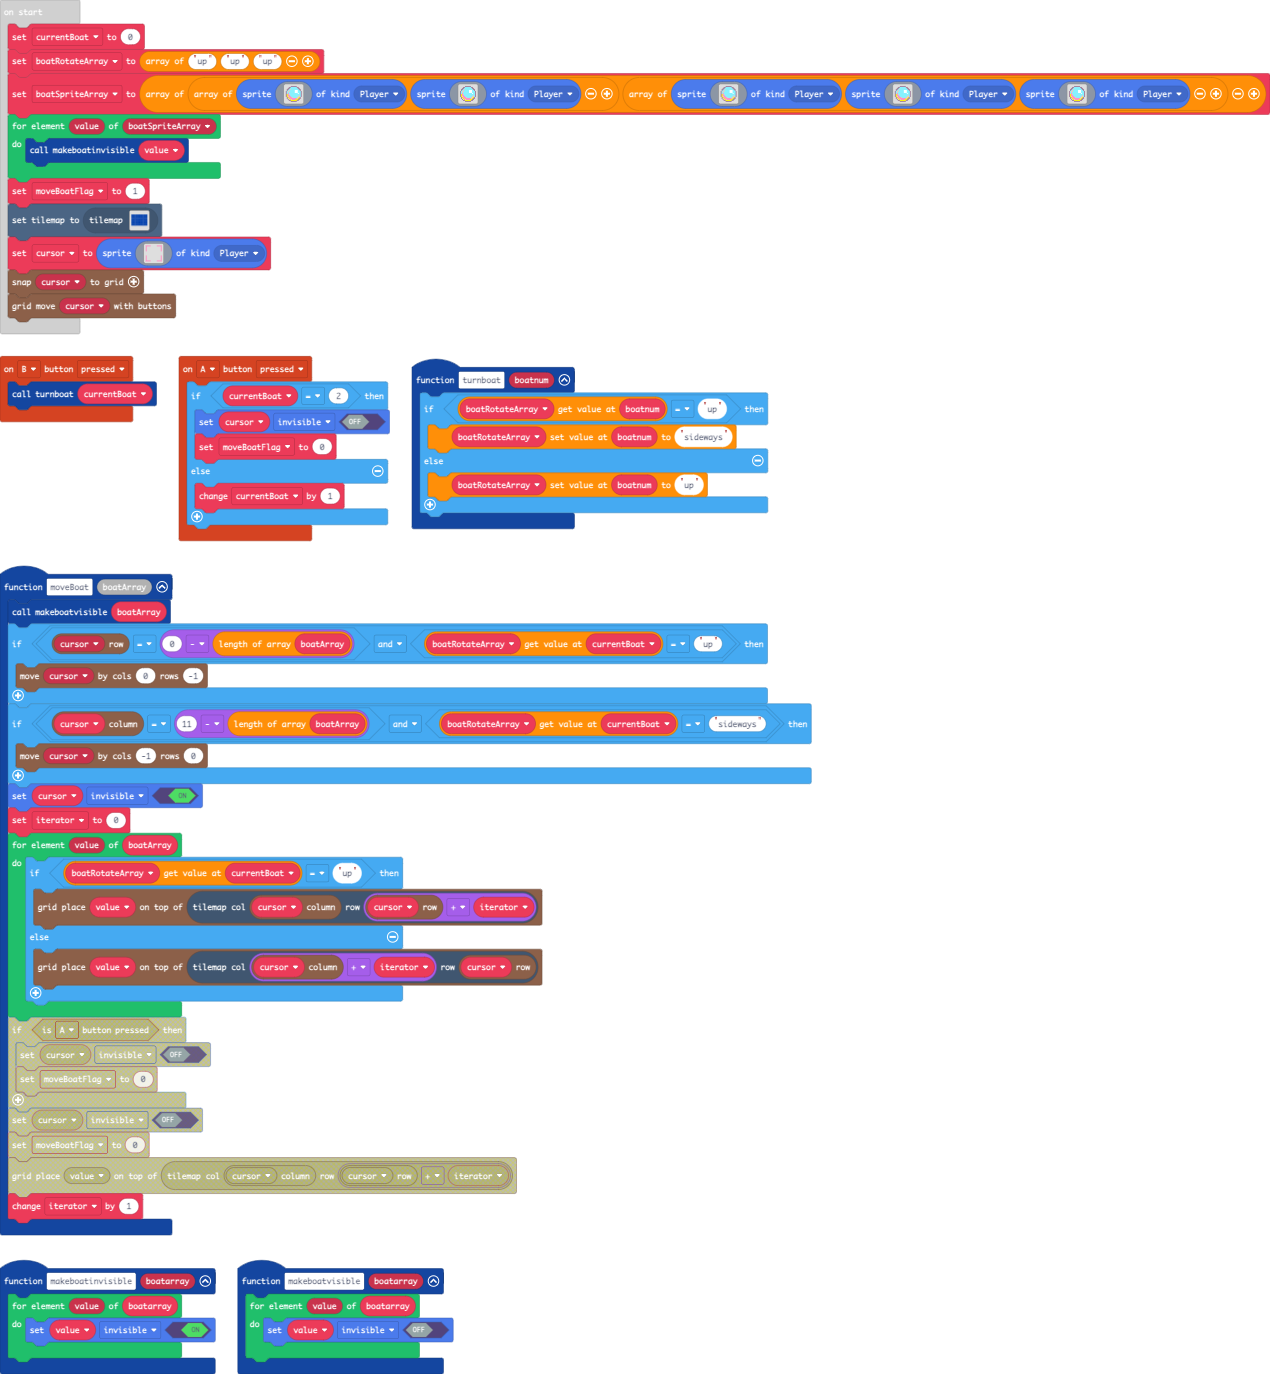 on start
set currentBoat to 0
set boatRotateArray to array of "up" "up" "up"
set boatSpriteArray to array of array of sprite of kind Player sprite of kind Player array of sprite of kind Player sprite of kind Player sprite of kind Player
for element value of boatSpriteArray
do call makeboatinvisible value
set moveBoatFlag to 1
set tilemap to tilemap
set cursor to sprite of kind Player
snap cursor to grid
grid move cursor with buttons
on B button pressed
call turnboat currentBoat
on A button pressed
if currentBoat = 2 then
set cursor invisible OFF
set moveBoatFlag to 0
else
change currentBoat by 1
function turnboat boatnum
if boatRotateArray get value at boatnum = "up" then
boatRotateArray set value at boatnum to "sideways"
else
boatRotateArray set value at boatnum to "up"
function moveBoat boatArray
call makeboatvisible boatArray
if cursor row = 0 - length of array boatArray and boatRotateArray get value at currentBoat = "up" then
move cursor by cols 0 rows -1
if cursor column = 11 - length of array boatArray and boatRotateArray get value at currentBoat = "sideways" then
move cursor by cols -1 rows 0
set cursor invisible ON
set iterator to 0
for element value of boatArray
do if boatRotateArray get value at currentBoat = "up" then
grid place value on top of tilemap col cursor column row cursor row + iterator
else
grid place value on top of tilemap col cursor column + iterator row cursor row
if is A button pressed then
set cursor invisible OFF
set moveBoatFlag to 0
set cursor invisible OFF
set moveBoatFlag to 0
grid place value on top of tilemap col cursor column row cursor row + iterator
change iterator by 1
function makeboatinvisible boatarray
for element value of boatarray
do set value invisible ON
function makeboatvisible boatarray
for element value of boatarray
do set value invisible OFF